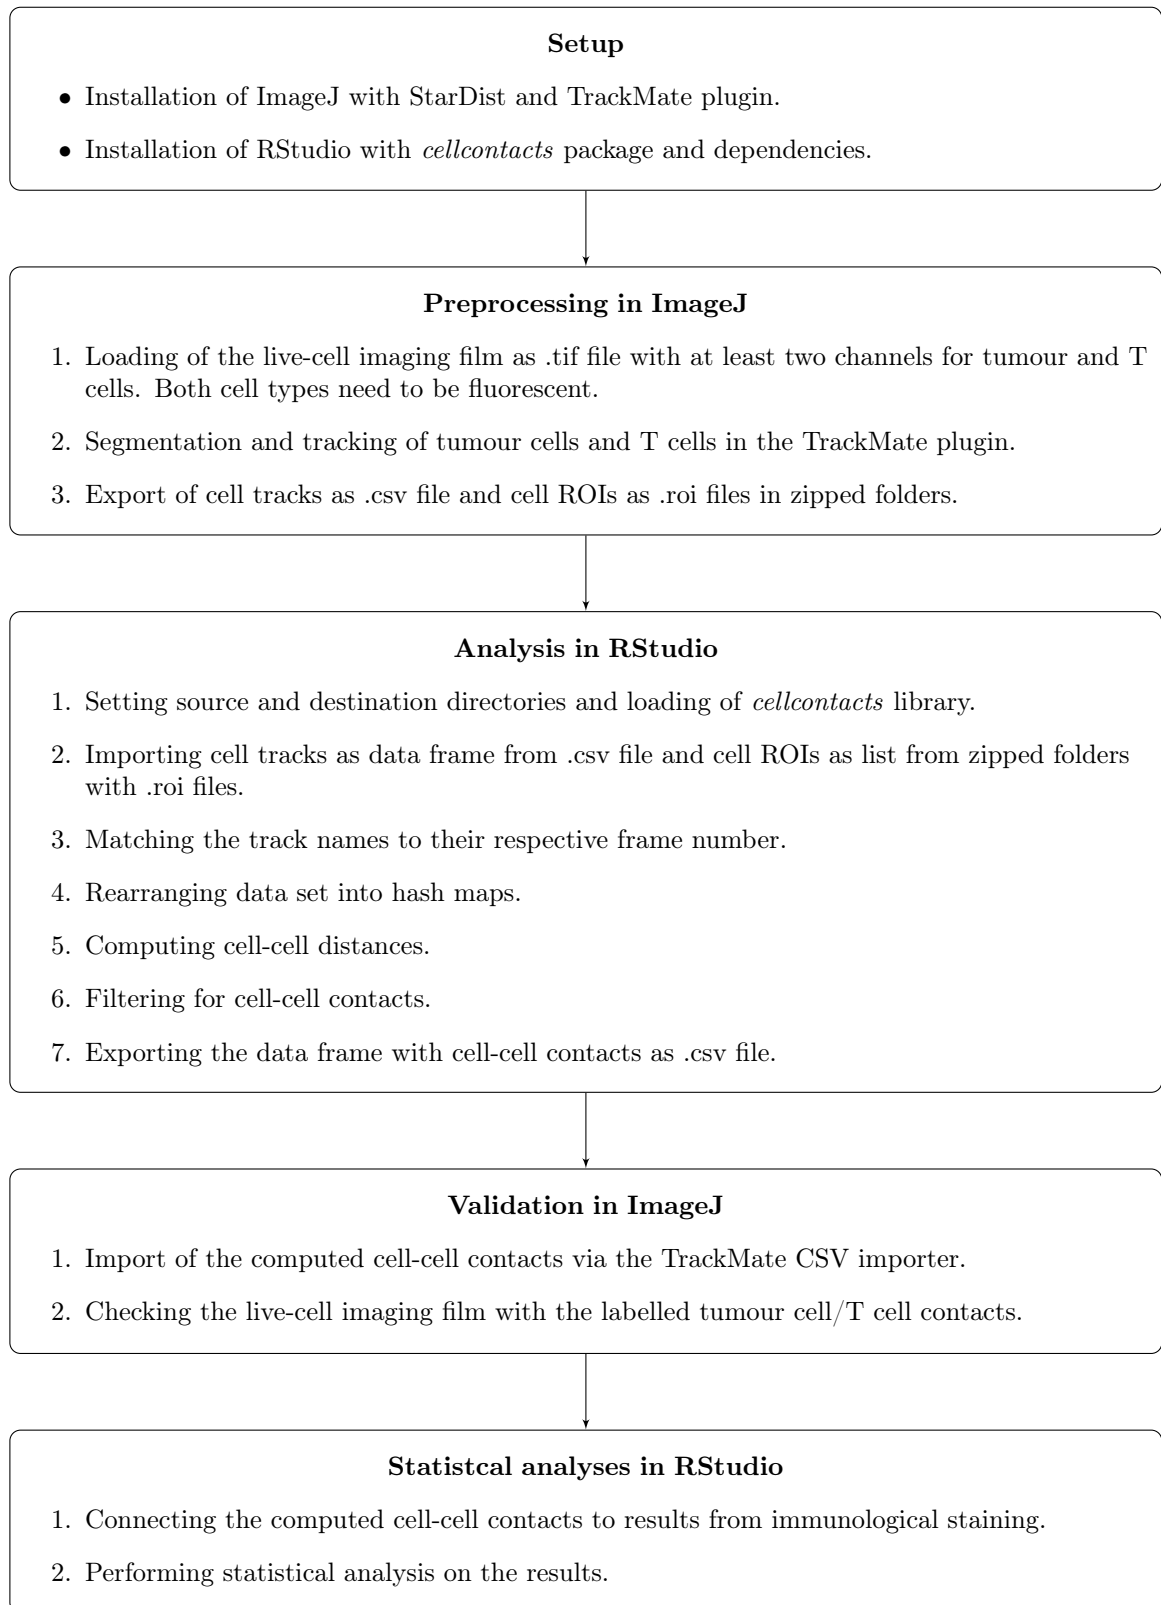 Setup
• Installation of ImageJ with StarDist and TrackMate plugin.
• Installation of RStudio with cellcontacts package and dependencies.
Preprocessing in ImageJ
1. Loading of the live-cell imaging film as .tif file with at least two channels for tumour and T
cells. Both cell types need to be fluorescent.
2. Segmentation and tracking of tumour cells and T cells in the TrackMate plugin.
3. Export of cell tracks as .csv file and cell ROIs as .roi files in zipped folders.
Analysis in RStudio
1. Setting source and destination directories and loading of cellcontacts library.
2. Importing cell tracks as data frame from .csv file and cell ROIs as list from zipped folders
with .roi files.
3. Matching the track names to their respective frame number.
4. Rearranging data set into hash maps.
5. Computing cell-cell distances.
6. Filtering for cell-cell contacts.
7. Exporting the data frame with cell-cell contacts as .csv file.
Validation in ImageJ
1. Import of the computed cell-cell contacts via the TrackMate CSV importer.
2. Checking the live-cell imaging film with the labelled tumour cell/T cell contacts.
Statistcal analyses in RStudio
1. Connecting the computed cell-cell contacts to results from immunological staining.
2. Performing statistical analysis on the results.